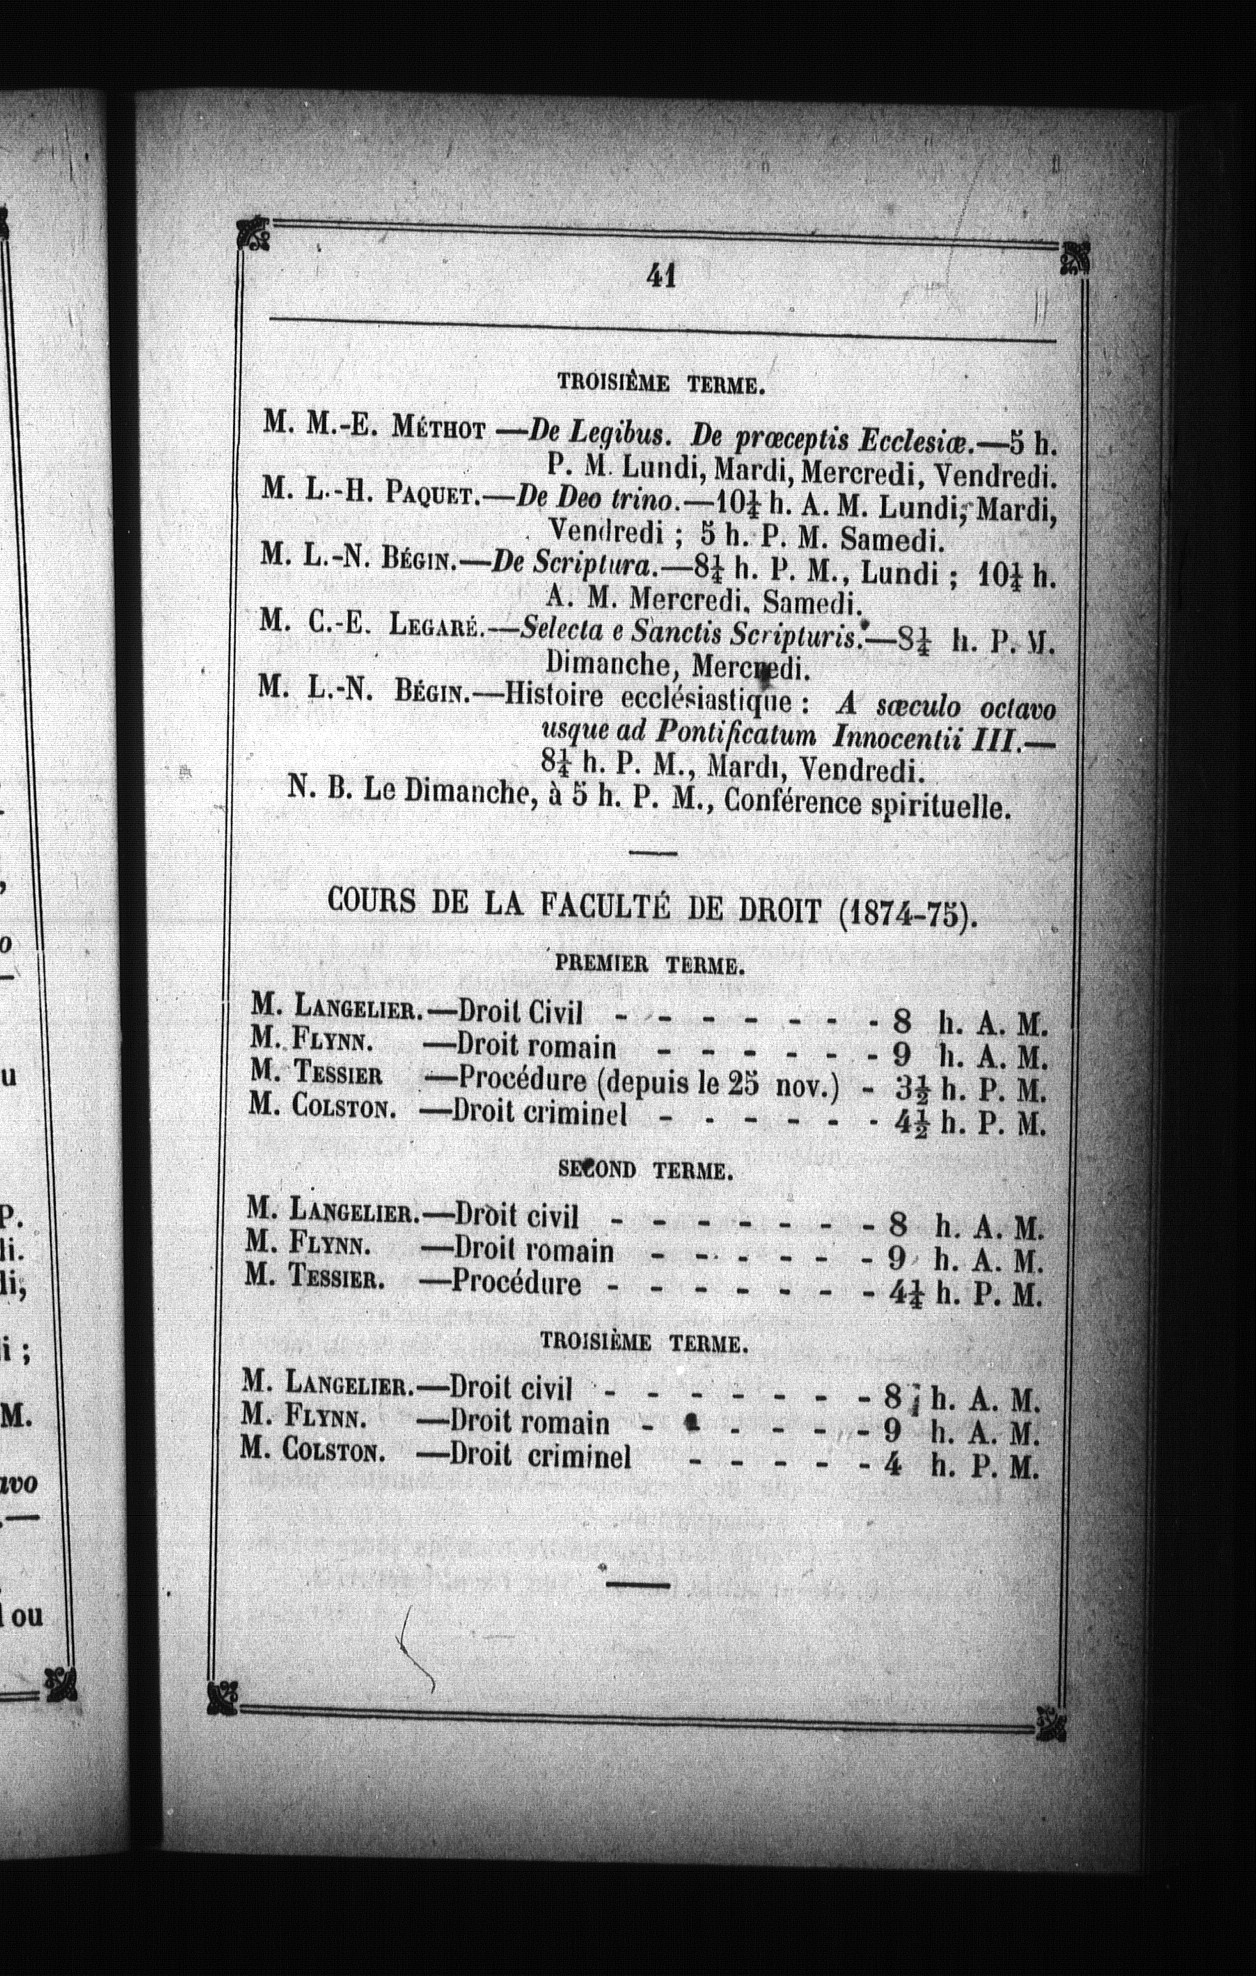 41
TROISIÈME TERME.
M. M.-E. MÉTHOT —De Legibus. De præceptis Ecclesiæ.—5 h.
P. M. Lundi, Mardi, Mercredi, Vendredi.
M. L.-H. PAQUET.—De Deo trino.—10¼ h. A. M. Lundi, Mardi,
Vendredi ; 5 h. P. M. Samedi.
M. L.-N. BÉGIN.—De Scriptura.—8¼ h. P. M., Lundi ; 10¼ h.
A. M. Mercredi, Samedi.
M. C.-E. LEGARÉ.—Selecta e Sanctis Scripturis.—8¼ h. P. M.
Dimanche, Mercredi.
M. L.-N. BÉGIN.—Histoire ecclésiastique : A sæculo octavo
usque ad Pontificatum Innocentii III.—
8¼ h. P. M., Mardi, Vendredi.
N. B. Le Dimanche, à 5 h. P. M., Conférence spirituelle.
COURS DE LA FACULTÉ DE DROIT (1874-75).
PREMIER TERME.
M. LANGELIER.—Droit Civil - - - - - - - 8 h. A. M.
M. FLYNN. —Droit romain - - - - - - 9 h. A. M.
M. TESSIER —Procédure (depuis le 25 nov.) - 3½ h. P. M.
M. COLSTON. —Droit criminel - - - - - - 4½ h. P. M.
SECOND TERME.
M. LANGELIER.—Droit civil - - - - - - - 8 h. A. M.
M. FLYNN. —Droit romain - - - - - - 9 h. A. M.
M. TESSIER. —Procédure - - - - - - - 4¼ h. P. M.
TROISIÈME TERME.
M. LANGELIER.—Droit civil - - - - - - - 8 h. A. M.
M. FLYNN. —Droit romain - - - - - - 9 h. A. M.
M. COLSTON. —Droit criminel - - - - - 4 h. P. M.